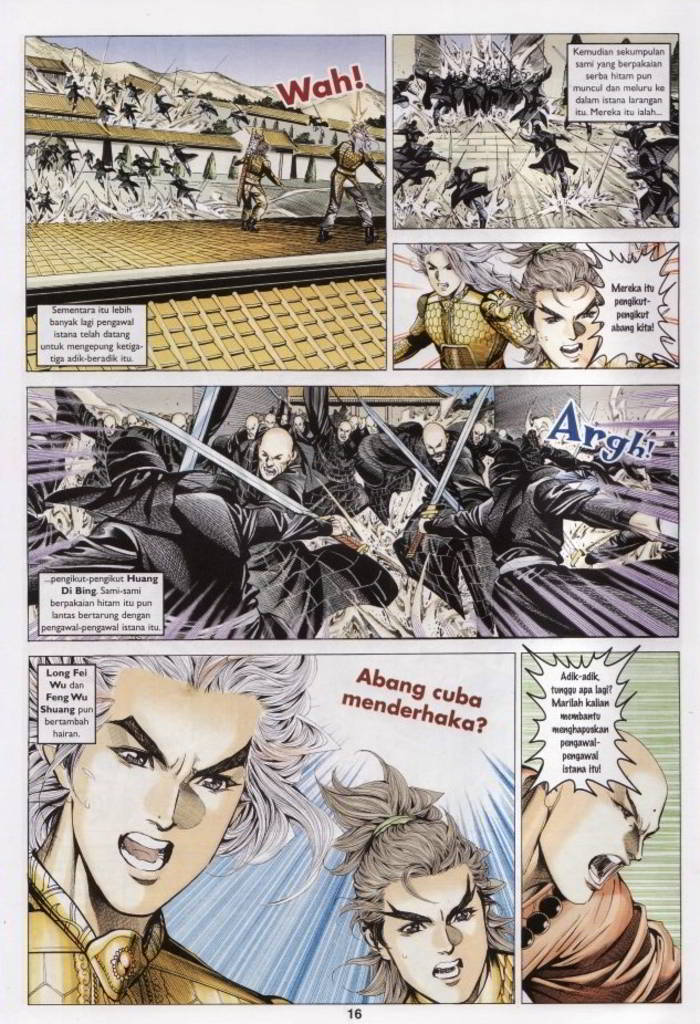 Wah!
Sementara itu lebih
banyak lagi pengawal
istana telah datang
untuk mengepung ketiga-
tiga adik-beradik itu.
Kemudian sekumpulan
sami yang berpakaian
serba hitam pun
muncul dan meluru ke
dalam istana larangan
itu. Mereka ialah...
Mereka itu
pengikut-
pengikut
abang kita!
Argh!
...pengikut-pengikut Huang
Di Bing. Sami-sami
berpakaian hitam itu pun
lantas bertarung dengan
pengawal-pengawal istana itu.
Long Fei
Wu dan
Feng Wu
Shuang pun
bertambah
hairan.
Abang cuba
menderhaka?
Adik-adik,
tunggu apa lagi?
Marilah kalian
membantu
menghapuskan
pengawal-
pengawal
istana itu!
16